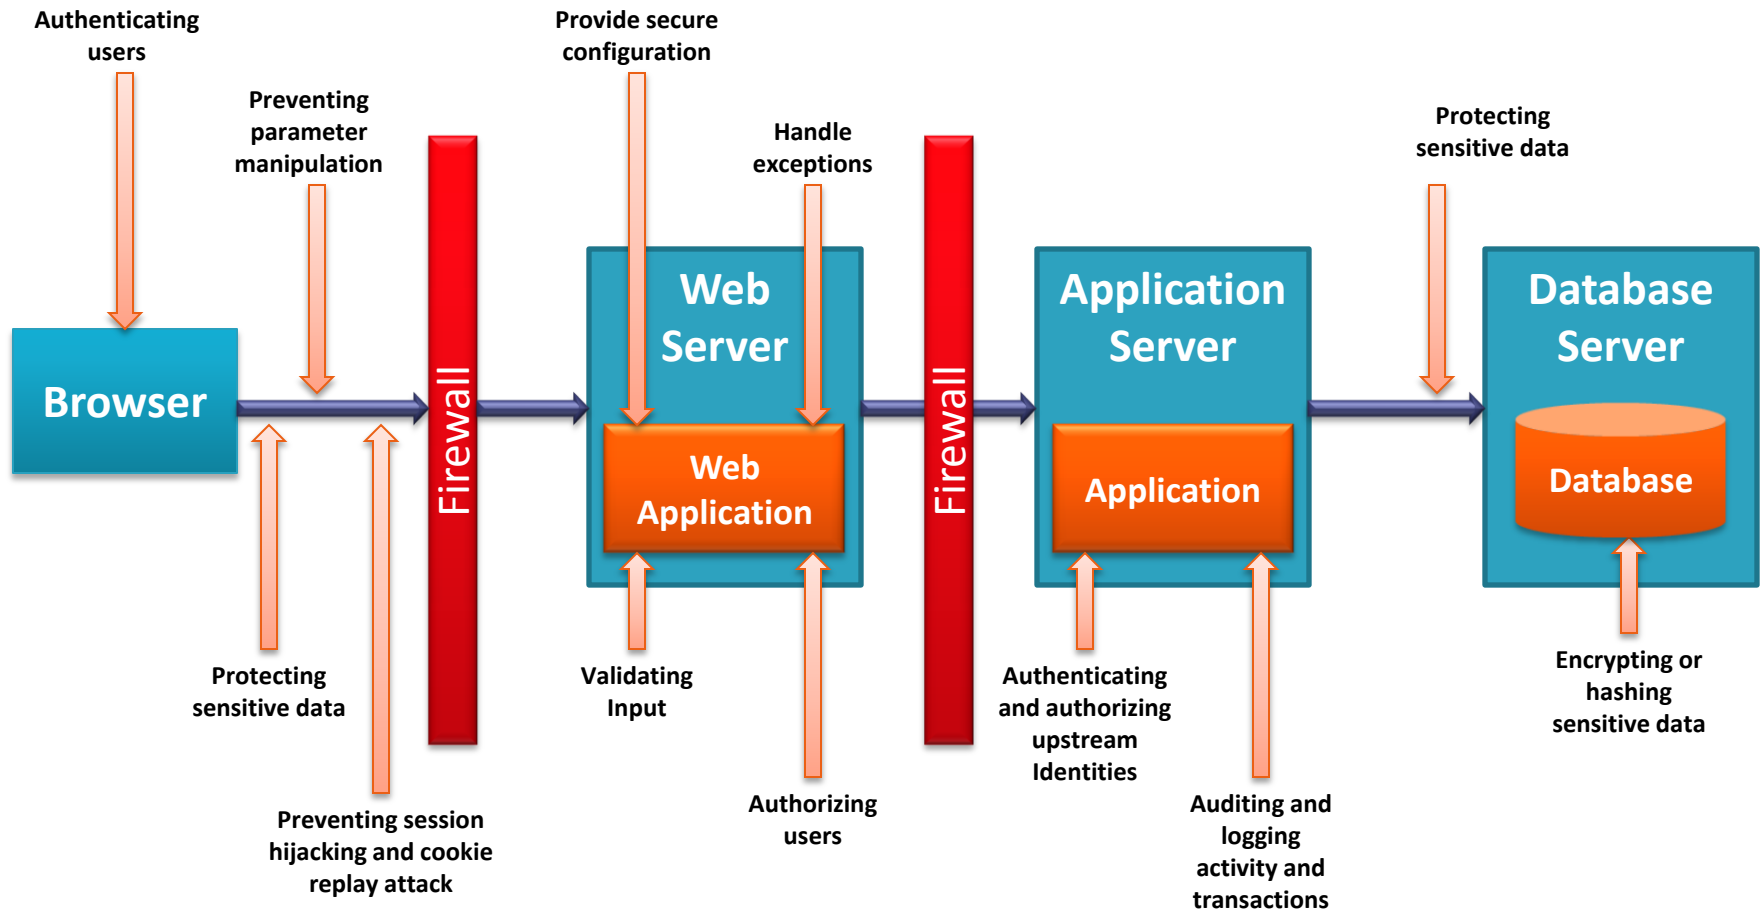 Authenticating
users
Provide secure
configuration
Preventing
parameter
manipulation
Handle
exceptions
Protecting
sensitive data
Browser
Firewall
Web
Server
Web
Application
Firewall
Application
Server
Application
Database
Server
Database
Protecting
sensitive data
Preventing session
hijacking and cookie
replay attack
Validating
Input
Authorizing
users
Authenticating
and authorizing
upstream
Identities
Auditing and
logging
activity and
transactions
Encrypting or
hashing
sensitive data